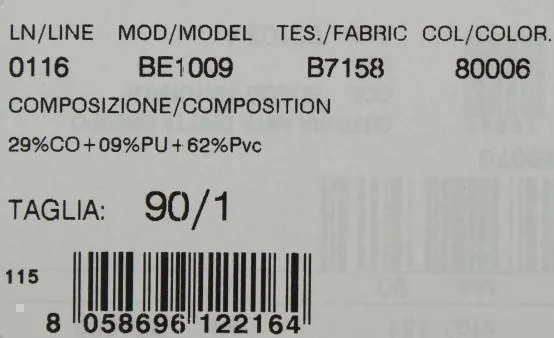 LN/LINE MOD/MODEL TES./FABRIC COL/COLOR.
0116 BE1009 B7158 80006
COMPOSIZIONE/COMPOSITION
29%CO+09%PU+62%Pvc
TAGLIA: 90/1
115
8 058696 122164